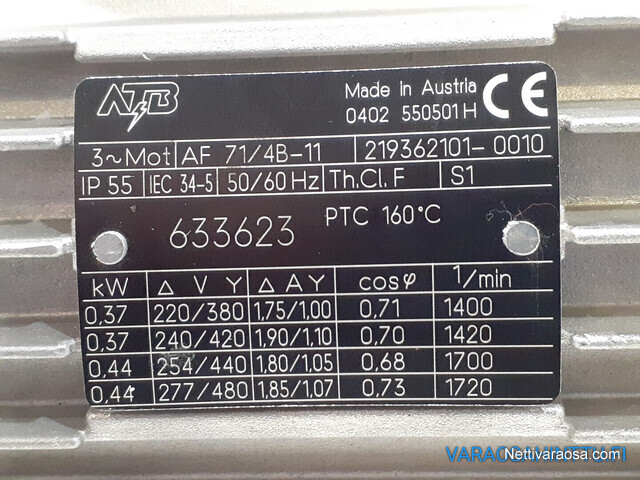 ATB
Made in Austria
0402 550501H CE
3~Mot AF 71/4B-11 219362101-0010
IP 55 IEC 34-5 50/60 Hz Th.Cl. F S1
633623 PTC 160°C
kW Δ V Y Δ A Y cosφ 1/min
0,37 220/380 1,75/1,00 0,71 1400
0,37 240/420 1,90/1,10 0,70 1420
0,44 254/440 1,80/1,05 0,68 1700
0,44 277/480 1,85/1,07 0,73 1720
Nettivaraosa.com